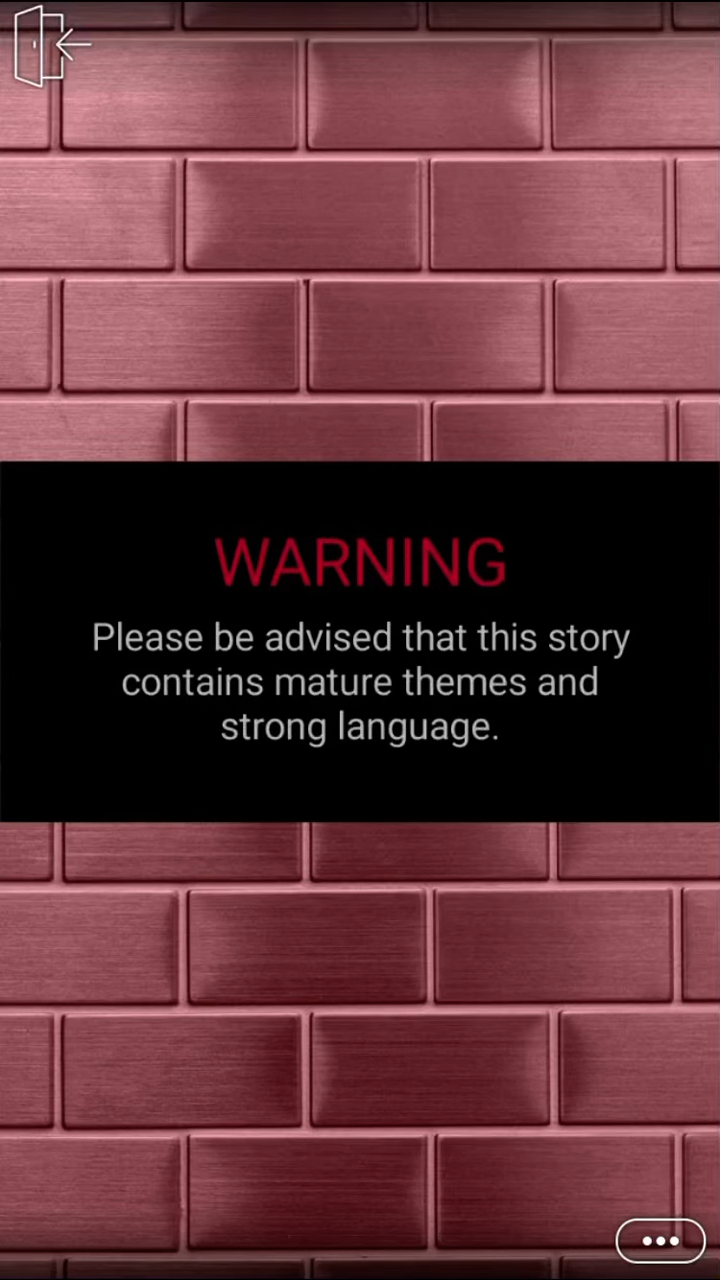 WARNING
Please be advised that this story
contains mature themes and
strong language.